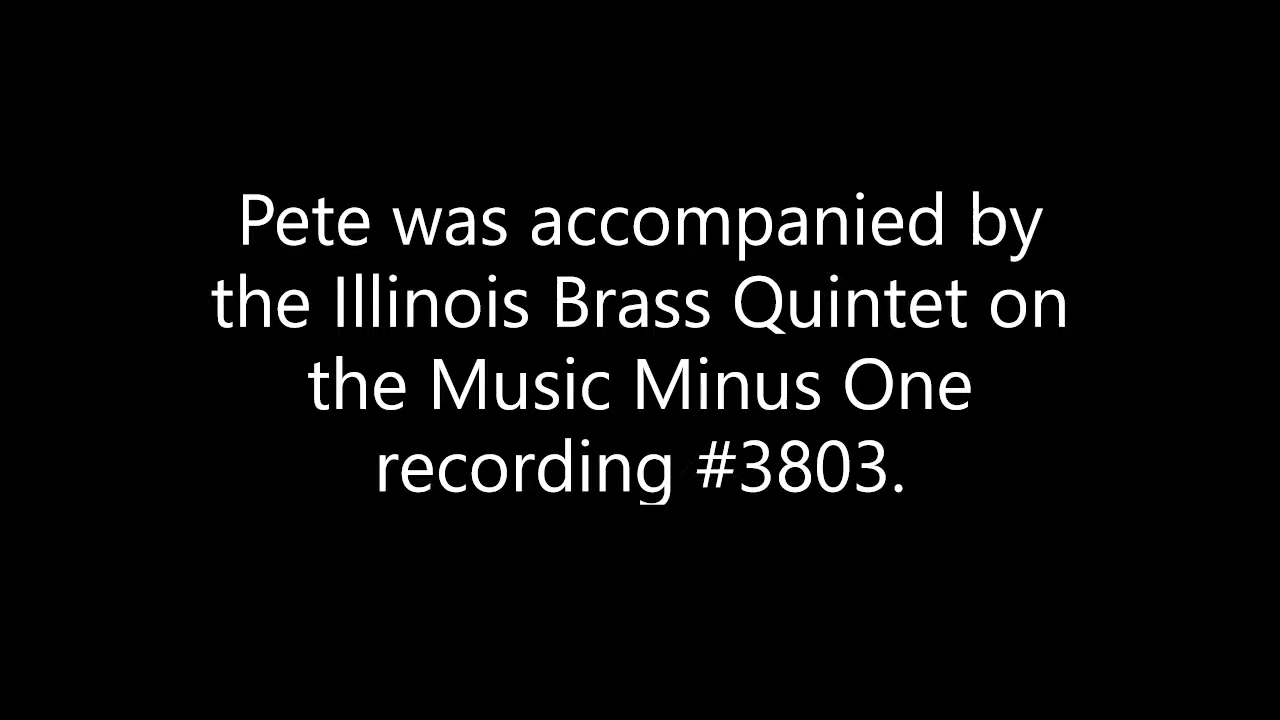 Pete was accompanied by
the Illinois Brass Quintet on
the Music Minus One
recording #3803.